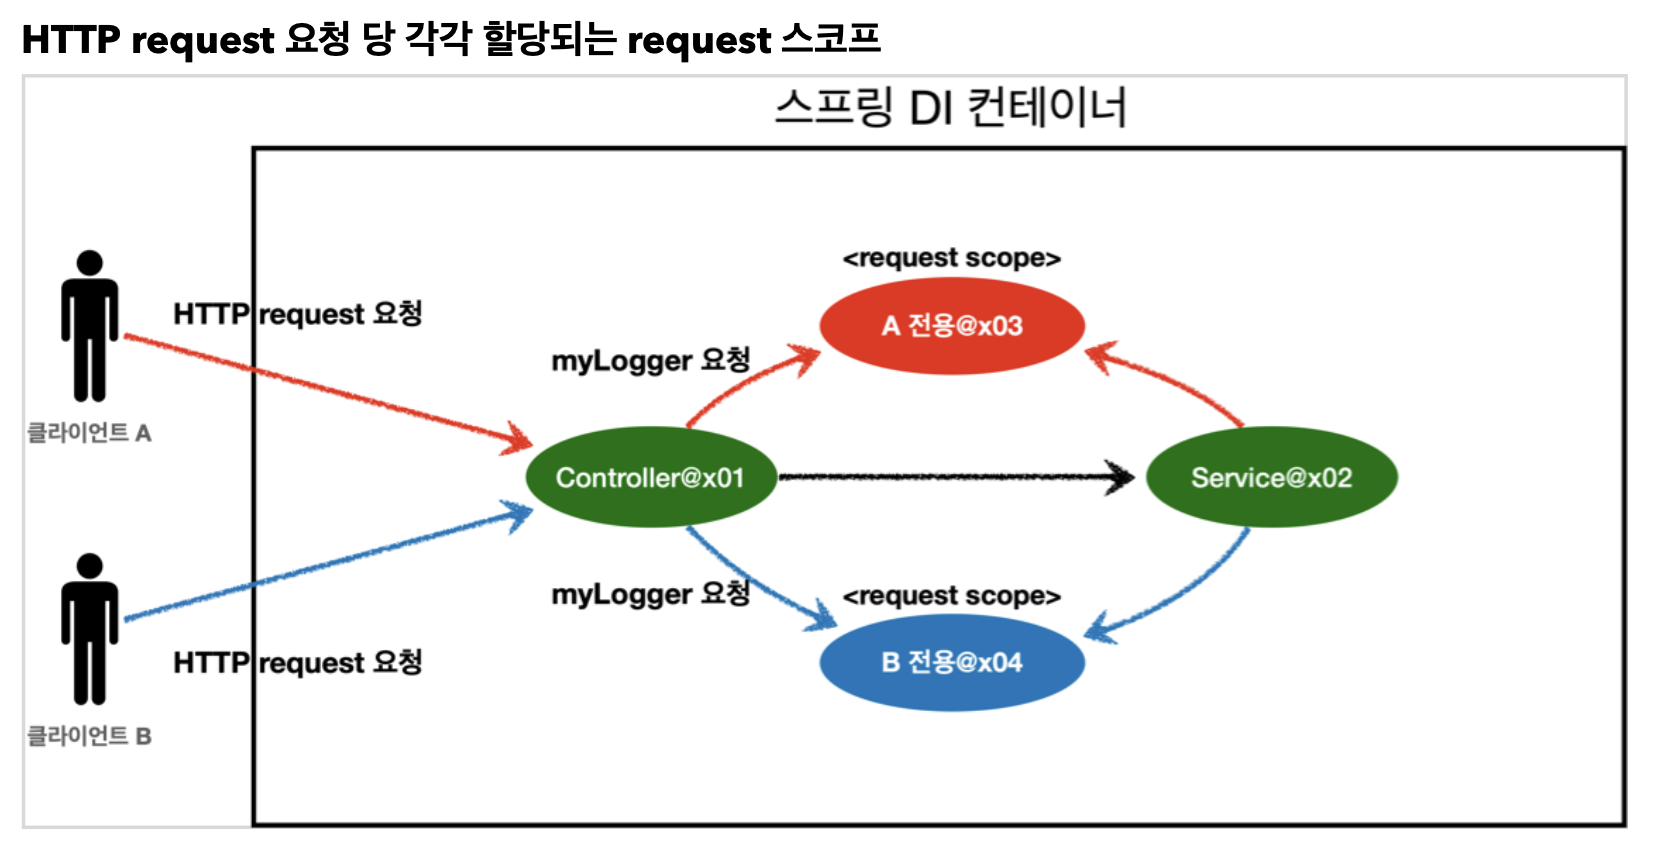 HTTP request 요청 당 각각 할당되는 request 스코프
스프링 DI 컨테이너
<request scope>
HTTP request 요청
A 전용@x03
myLogger 요청
클라이언트 A
Controller@x01
Service@x02
myLogger 요청
<request scope>
HTTP request 요청
B 전용@x04
클라이언트 B